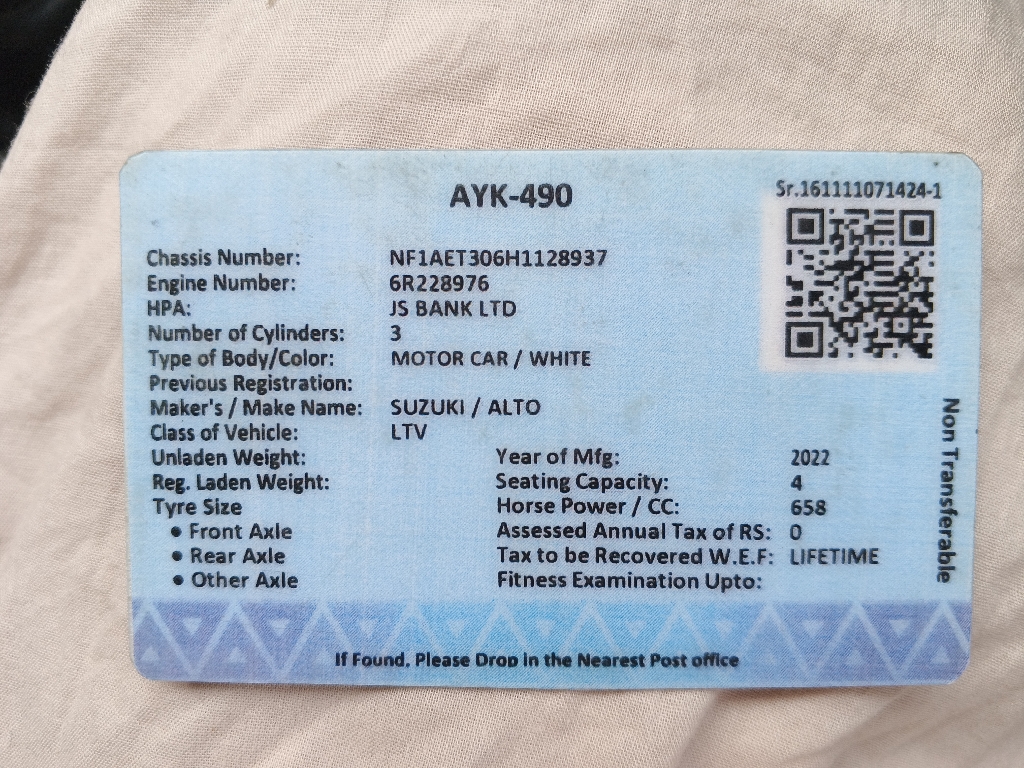 AYK-490
Sr.161111071424-1
Chassis Number: NF1AET306H1128937
Engine Number: 6R228976
HPA: JS BANK LTD
Number of Cylinders: 3
Type of Body/Color: MOTOR CAR / WHITE
Previous Registration:
Maker's / Make Name: SUZUKI / ALTO
Class of Vehicle: LTV
Unladen Weight: Year of Mfg: 2022
Reg. Laden Weight: Seating Capacity: 4
Tyre Size Horse Power / CC: 658
• Front Axle Assessed Annual Tax of RS: 0
• Rear Axle Tax to be Recovered W.E.F: LIFETIME
• Other Axle Fitness Examination Upto:
Non Transferable
If Found, Please Drop in the Nearest Post office